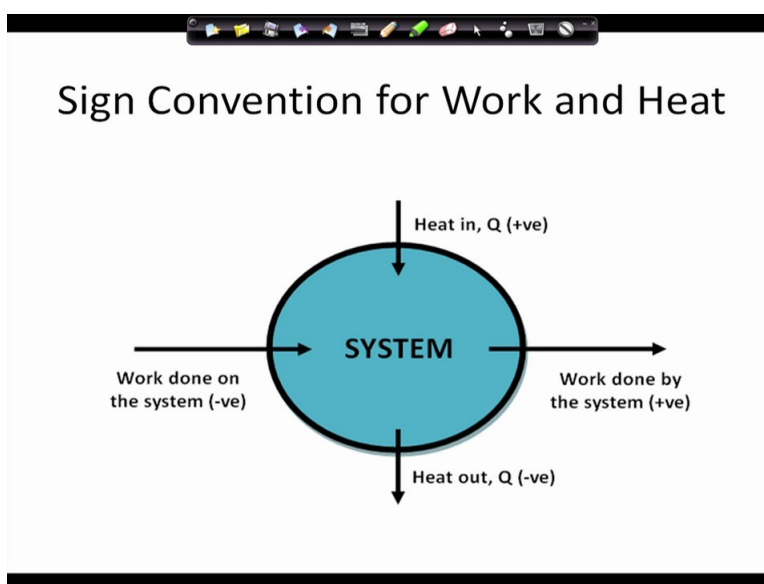 Sign Convention for Work and Heat
Heat in, Q (+ve)
SYSTEM
Work done on
the system (-ve)
Work done by
the system (+ve)
Heat out, Q (-ve)